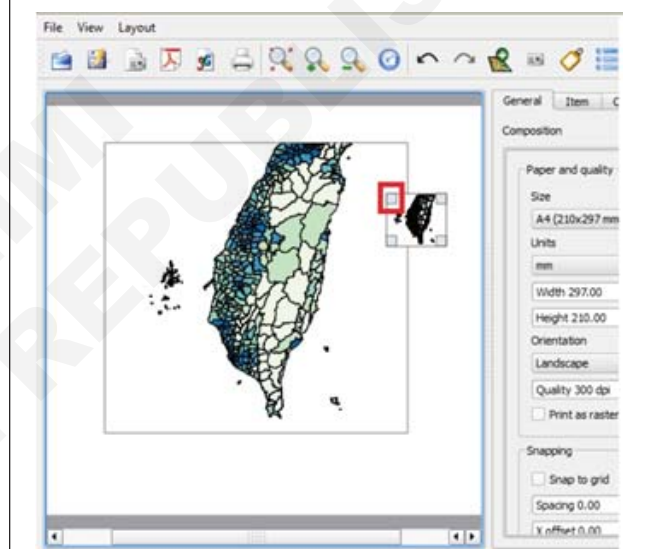 File View Layout
General Item
Composition
Paper and quality
Size
A4 (210x297 mm
Units
mm
Width 297.00
Height 210.00
Orientation
Landscape
Quality 300 dpi
Print as raster
Snapping
Snap to grid
Spacing 0.00
X offset 0.00